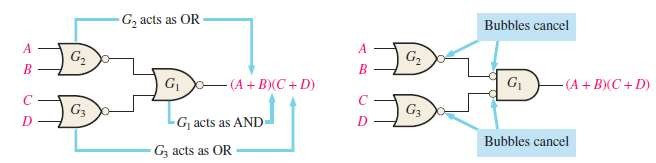 G₂ acts as OR
A
B
G₂
G₁
(A + B)(C + D)
C
D
G₃
G₁ acts as AND
G₃ acts as OR
Bubbles cancel
A
B
G₂
G₁
(A + B)(C + D)
C
D
G₃
Bubbles cancel